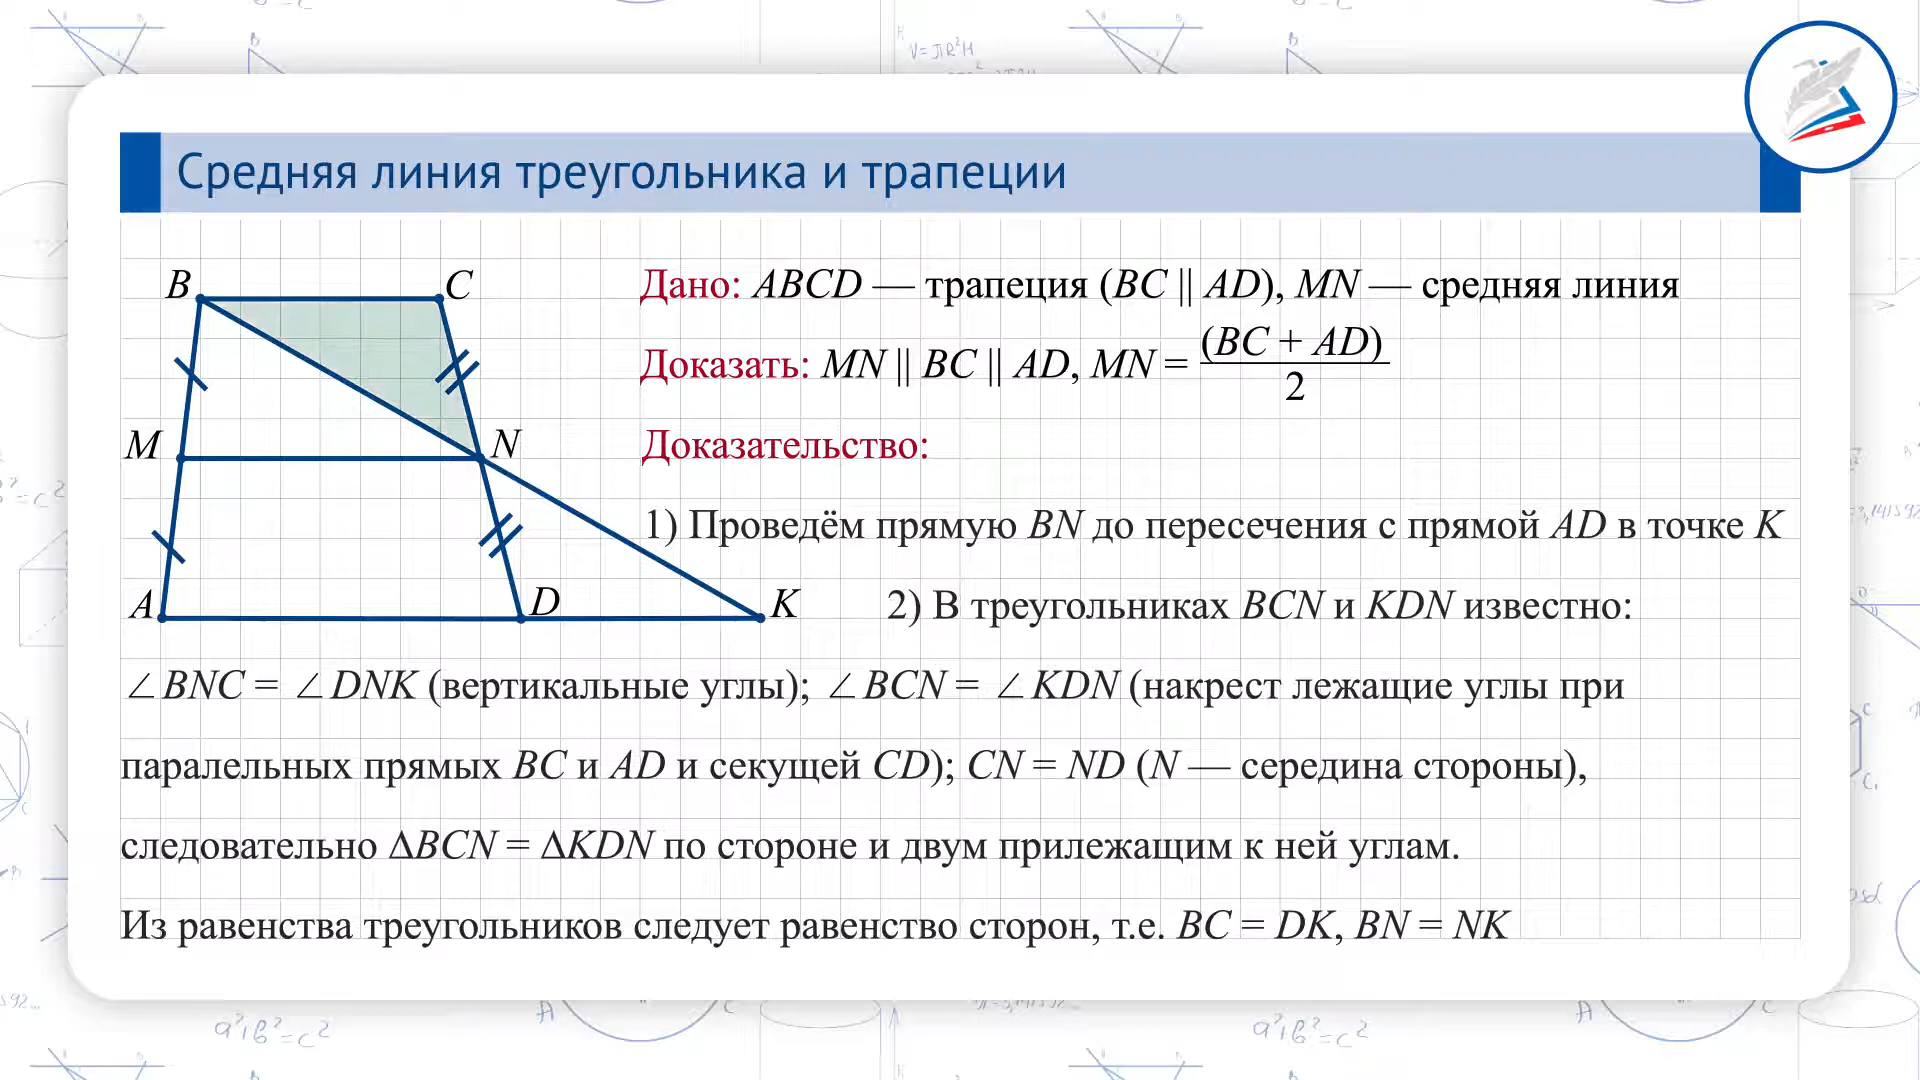 Средняя линия треугольника и трапеции
B
C
M
N
A
D
K
Дано: ABCD — трапеция (BC || AD), MN — средняя линия
Доказать: MN || BC || AD, MN = (BC + AD) / 2
Доказательство:
1) Проведём прямую BN до пересечения с прямой AD в точке K
2) В треугольниках BCN и KDN известно:
∠BNC = ∠DNK (вертикальные углы); ∠BCN = ∠KDN (накрест лежащие углы при
паралельных прямых BC и AD и секущей CD); CN = ND (N — середина стороны),
следовательно ΔBCN = ΔKDN по стороне и двум прилежащим к ней углам.
Из равенства треугольников следует равенство сторон, т.е. BC = DK, BN = NK